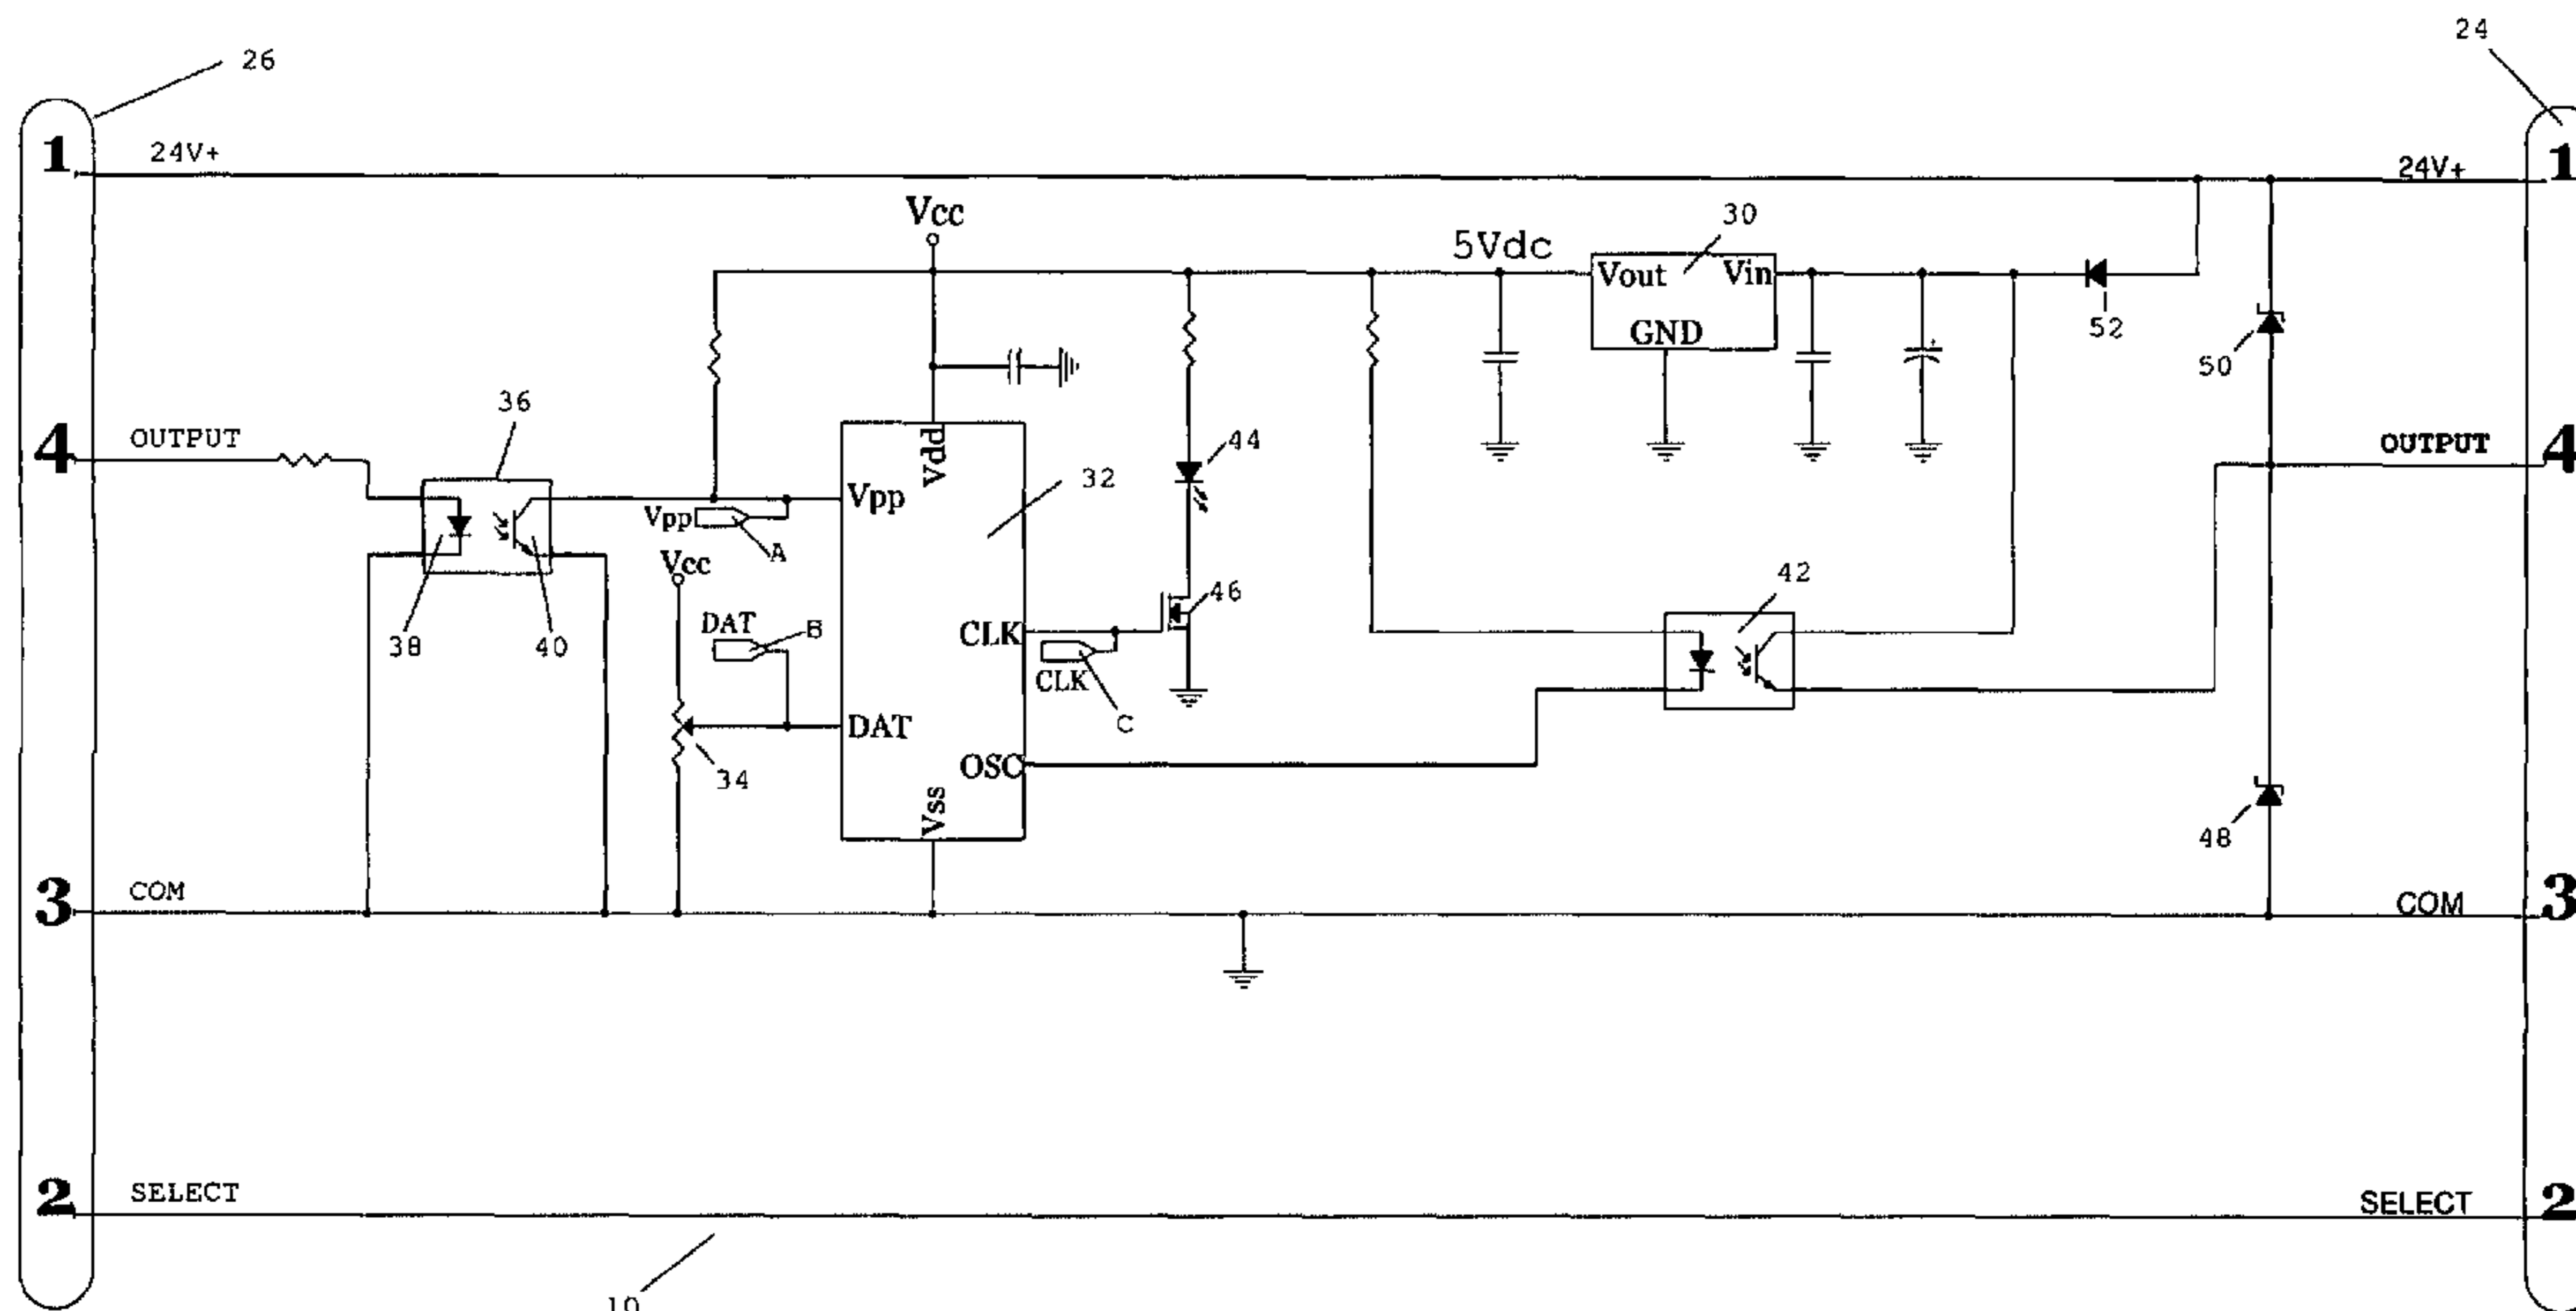 24
26
1
24V+
24V+
1
Vcc
5Vdc
30
Vout
Vin
GND
52
50
36
4
OUTPUT
44
OUTPUT
4
Vdd
32
Vpp
Vpp
A
Vcc
42
46
DAT
B
CLK
38
40
CLK
C
DAT
34
OSC
Vss
48
3
COM
COM
3
2
SELECT
SELECT
2
10